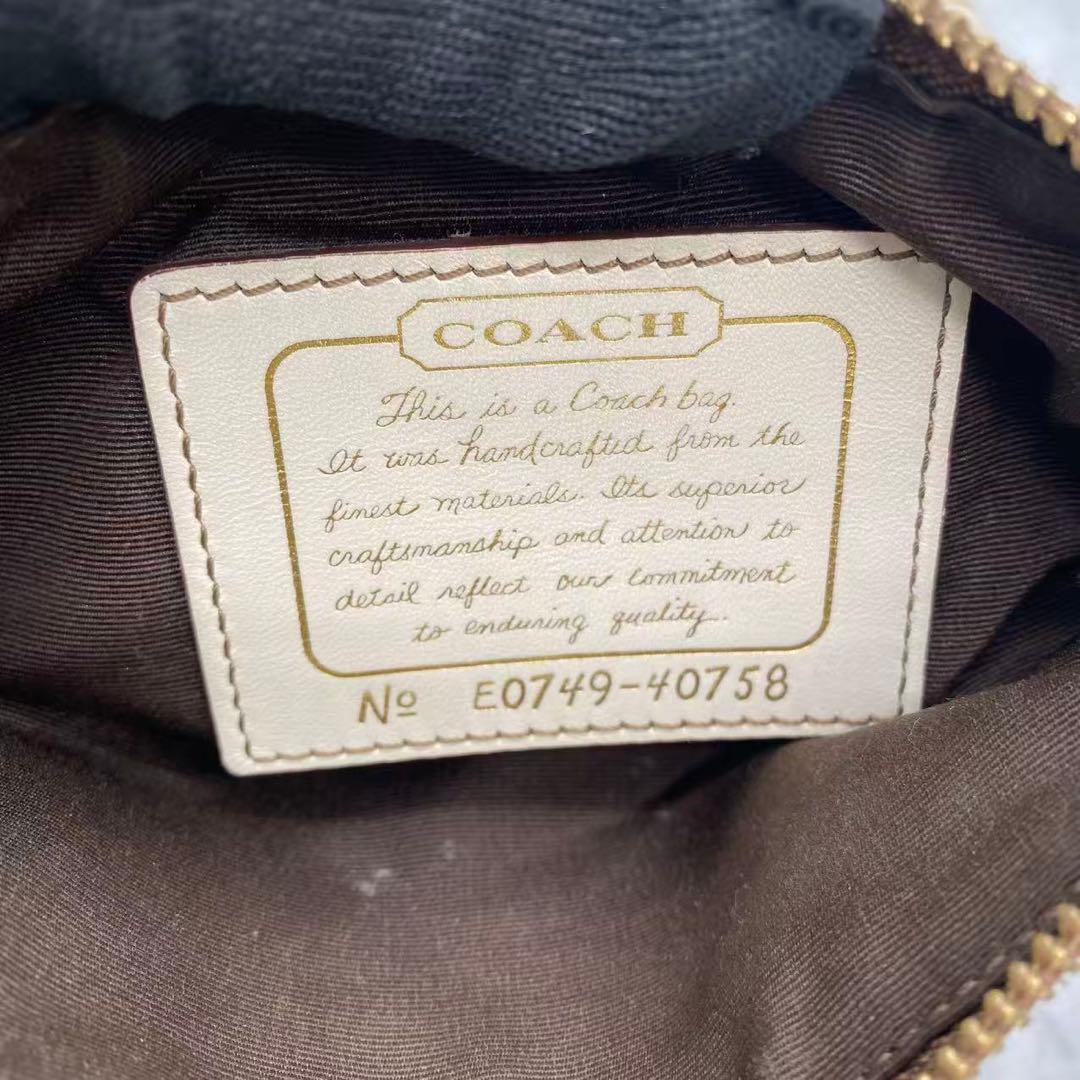 COACH
This is a Coach bag.
It was handcrafted from the
finest materials. Its superior
craftsmanship and attention to
detail reflect our commitment
to enduring quality.
Nº E0749-40758